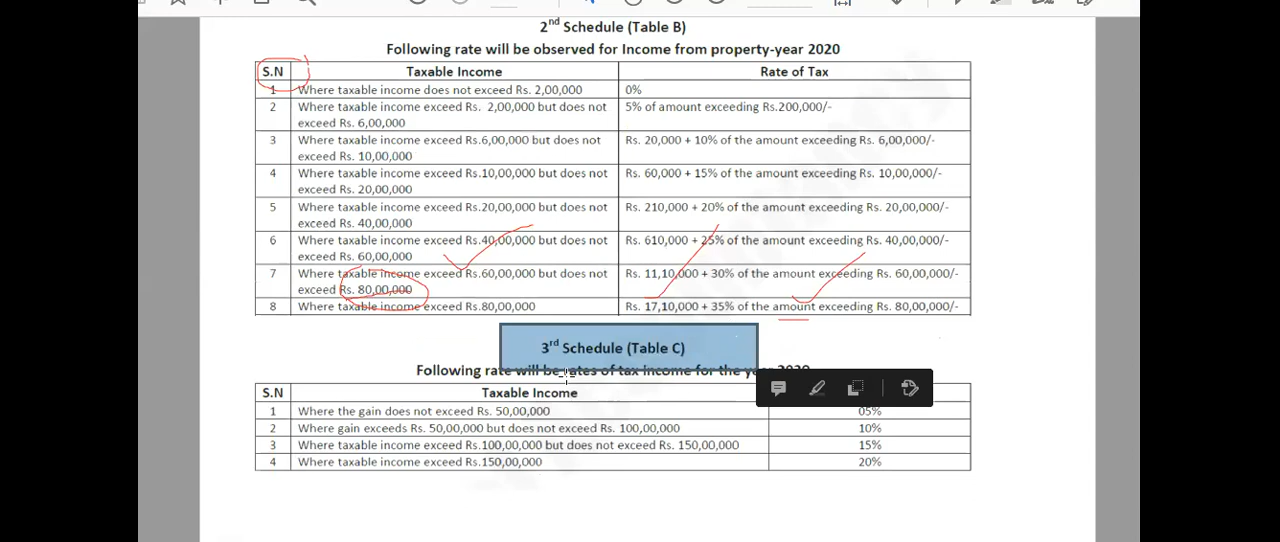 2nd Schedule (Table B)
Following rate will be observed for Income from property-year 2020
S.N Taxable Income Rate of Tax
1 Where taxable income does not exceed Rs. 2,00,000 0%
2 Where taxable income exceed Rs. 2,00,000 but does not exceed Rs. 6,00,000 5% of amount exceeding Rs.200,000/-
3 Where taxable income exceed Rs.6,00,000 but does not exceed Rs. 10,00,000 Rs. 20,000 + 10% of the amount exceeding Rs. 6,00,000/-
4 Where taxable income exceed Rs.10,00,000 but does not exceed Rs. 20,00,000 Rs. 60,000 + 15% of the amount exceeding Rs. 10,00,000/-
5 Where taxable income exceed Rs.20,00,000 but does not exceed Rs. 40,00,000 Rs. 210,000 + 20% of the amount exceeding Rs. 20,00,000/-
6 Where taxable income exceed Rs.40,00,000 but does not exceed Rs. 60,00,000 Rs. 610,000 + 25% of the amount exceeding Rs. 40,00,000/-
7 Where taxable income exceed Rs.60,00,000 but does not exceed Rs. 80,00,000 Rs. 11,10,000 + 30% of the amount exceeding Rs. 60,00,000/-
8 Where taxable income exceed Rs.80,00,000 Rs. 17,10,000 + 35% of the amount exceeding Rs. 80,00,000/-
3rd Schedule (Table C)
Following rate will be rates of tax income for the year 2020
S.N Taxable Income
1 Where the gain does not exceed Rs. 50,00,000 05%
2 Where gain exceeds Rs. 50,00,000 but does not exceed Rs. 100,00,000 10%
3 Where taxable income exceed Rs.100,00,000 but does not exceed Rs. 150,00,000 15%
4 Where taxable income exceed Rs.150,00,000 20%